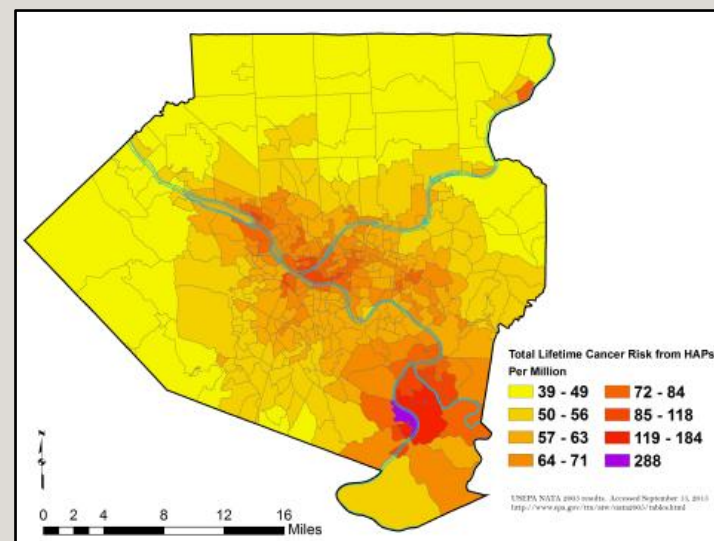 Total Lifetime Cancer Risk from HAPs
Per Million
39 - 49
50 - 56
57 - 63
64 - 71
72 - 84
85 - 118
119 - 184
288
N
0 2 4 8 12 16
Miles
USEPA NATA 2005 results. Accessed September 15, 2013